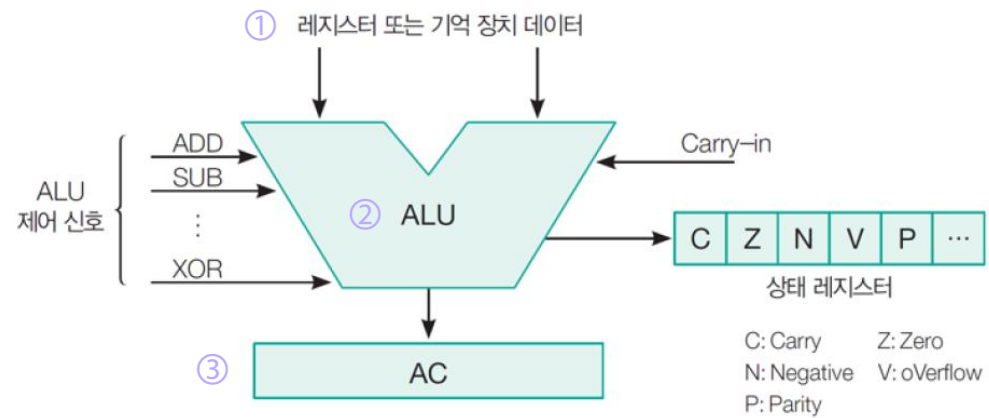 ① 레지스터 또는 기억 장치 데이터
ADD
SUB
⋮
XOR
ALU
제어 신호
Carry-in
② ALU
C Z N V P ⋯
상태 레지스터
③ AC
C: Carry Z: Zero
N: Negative V: oVerflow
P: Parity